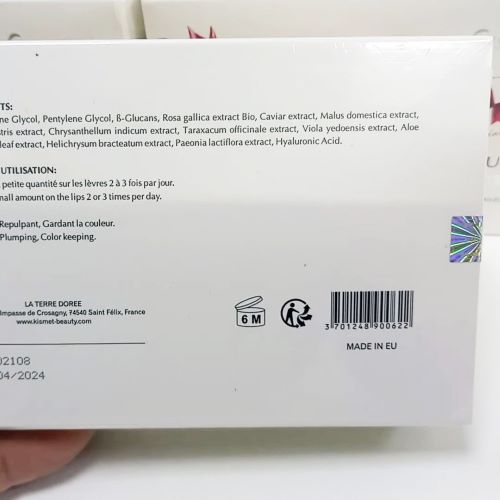 TS:
ne Glycol, Pentylene Glycol, ß-Glucans, Rosa gallica extract Bio, Caviar extract, Malus domestica extract,
tris extract, Chrysanthellum indicum extract, Taraxacum officinale extract, Viola yedoensis extract, Aloe
leaf extract, Helichrysum bracteatum extract, Paeonia lactiflora extract, Hyaluronic Acid.
UTILISATION:
petite quantité sur les lèvres 2 à 3 fois par jour.
mall amount on the lips 2 or 3 times per day.
Repulpant, Gardant la couleur.
Plumping, Color keeping.
LA TERRE DOREE
Impasse de Crosagny, 74540 Saint Félix, France
www.kismet-beauty.com
6 M
3 701248 900622
MADE IN EU
02108
04/2024